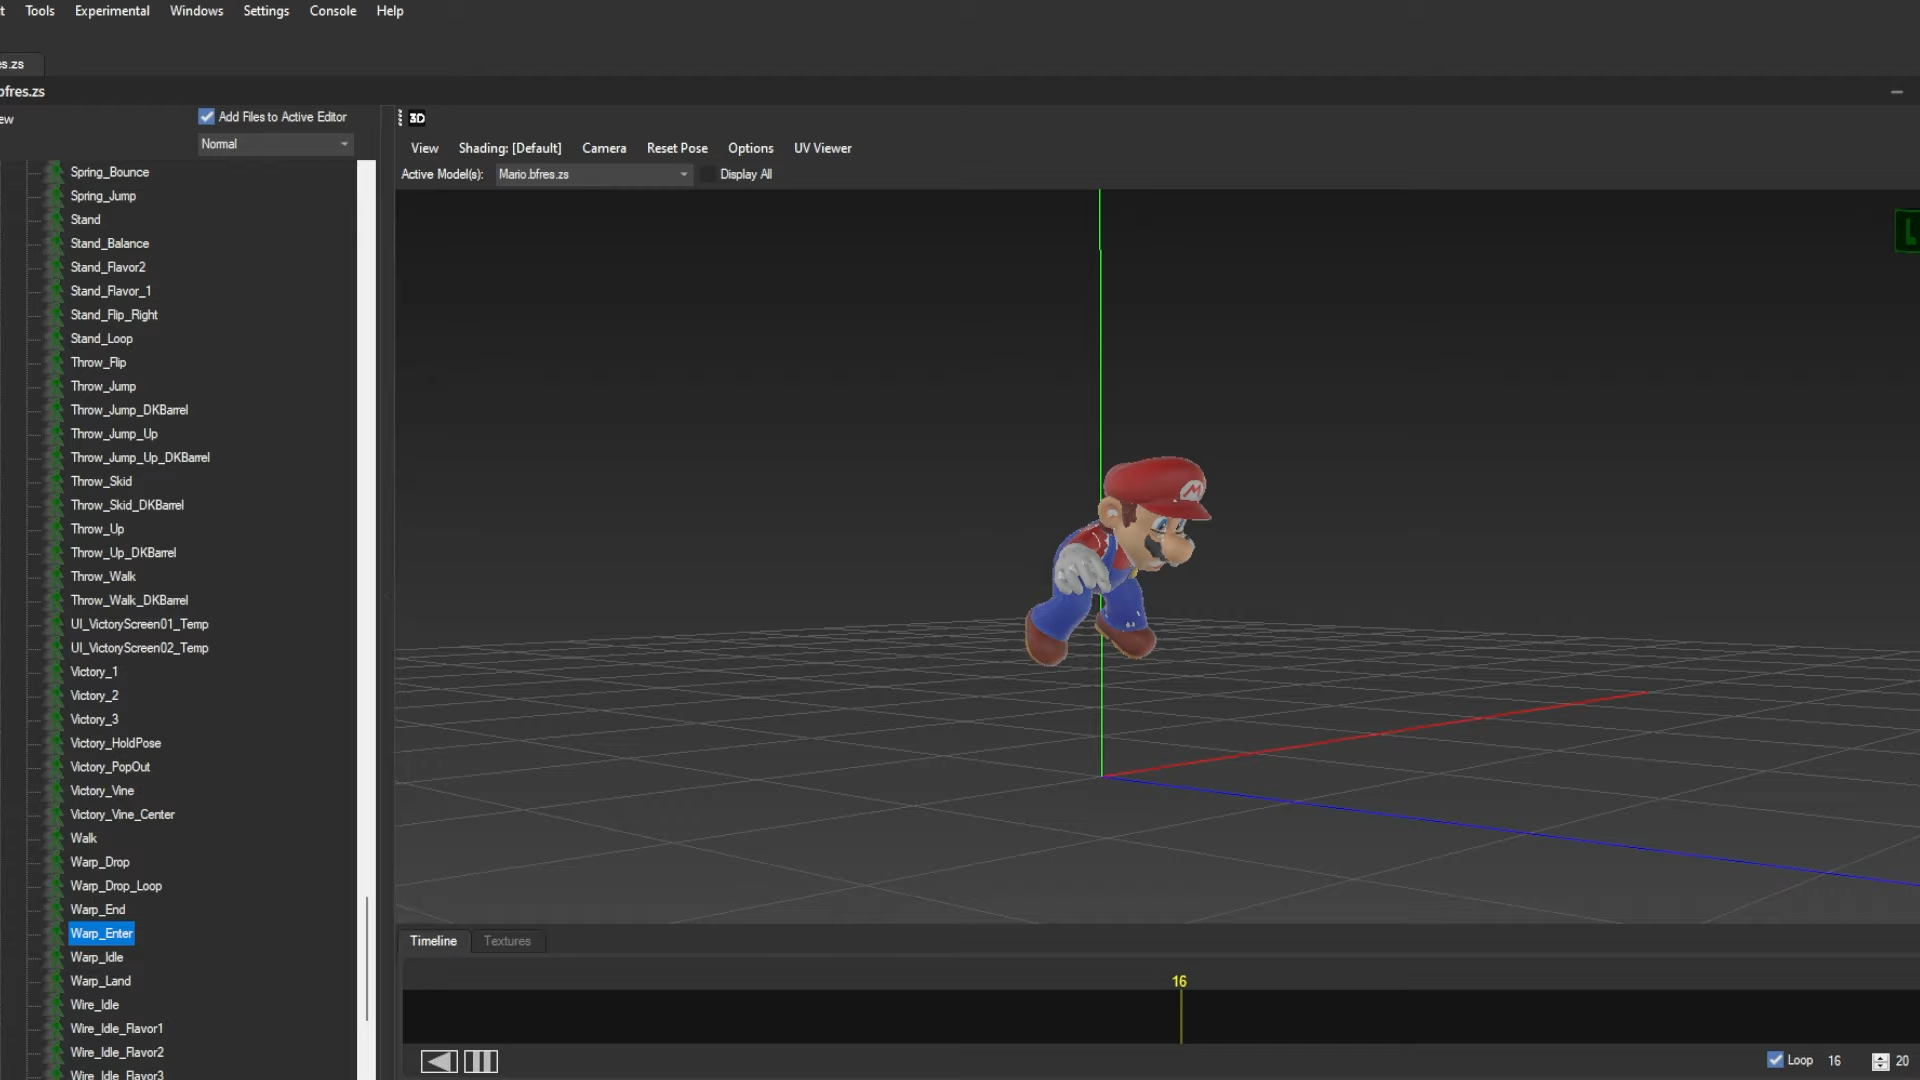 Tools Experimental Windows Settings Console Help
es.zs
bfres.zs
ew
Add Files to Active Editor
3D
Normal
View Shading: [Default] Camera Reset Pose Options UV Viewer
Active Model(s): Mario.bfres.zs Display All
Spring_Bounce
Spring_Jump
Stand
Stand_Balance
Stand_Flavor2
Stand_Flavor_1
Stand_Flip_Right
Stand_Loop
Throw_Flip
Throw_Jump
Throw_Jump_DKBarrel
Throw_Jump_Up
Throw_Jump_Up_DKBarrel
Throw_Skid
Throw_Skid_DKBarrel
Throw_Up
Throw_Up_DKBarrel
Throw_Walk
Throw_Walk_DKBarrel
UI_VictoryScreen01_Temp
UI_VictoryScreen02_Temp
Victory_1
Victory_2
Victory_3
Victory_HoldPose
Victory_PopOut
Victory_Vine
Victory_Vine_Center
Walk
Warp_Drop
Warp_Drop_Loop
Warp_End
Warp_Enter
Warp_Idle
Warp_Land
Wire_Idle
Wire_Idle_Flavor1
Wire_Idle_Flavor2
Wire_Idle_Flavor3
L
M
Timeline Textures
16
Loop 16 20